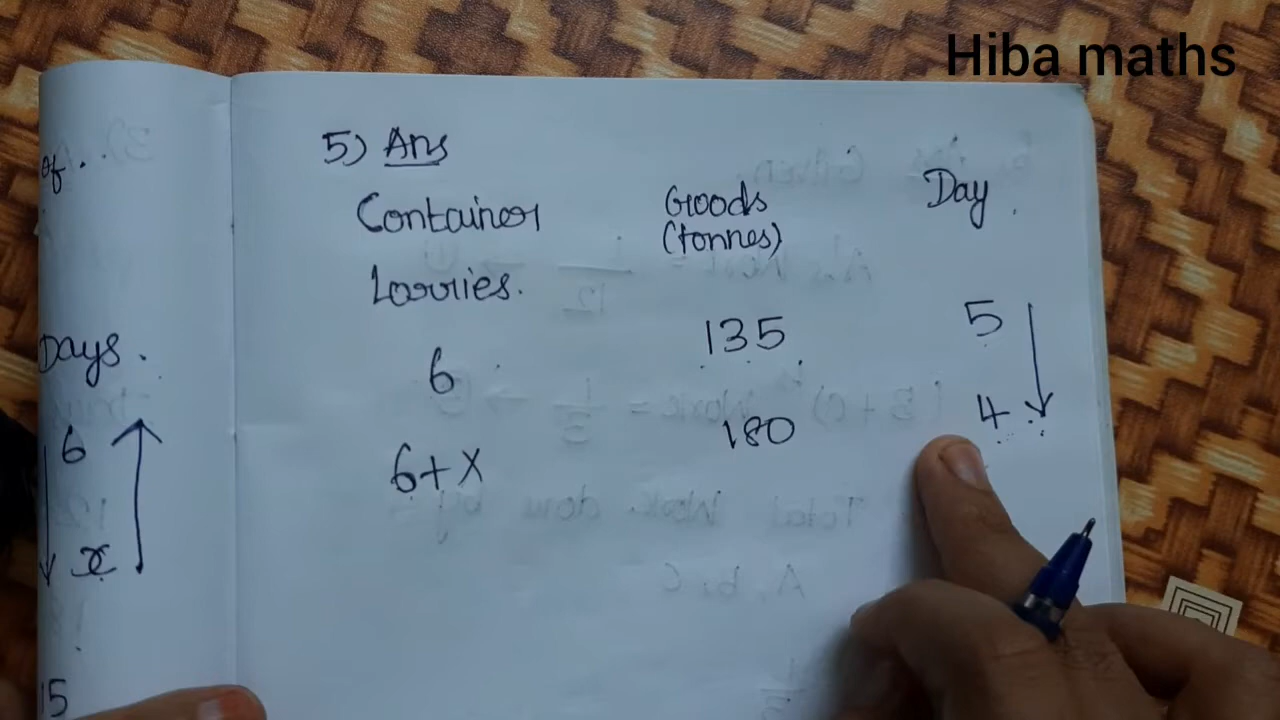 Hiba maths
5) Ans
Container Lorries.
Goods (tonnes)
Day.
6 135 5
6+x 180 4
of.
Days.
6
x
15